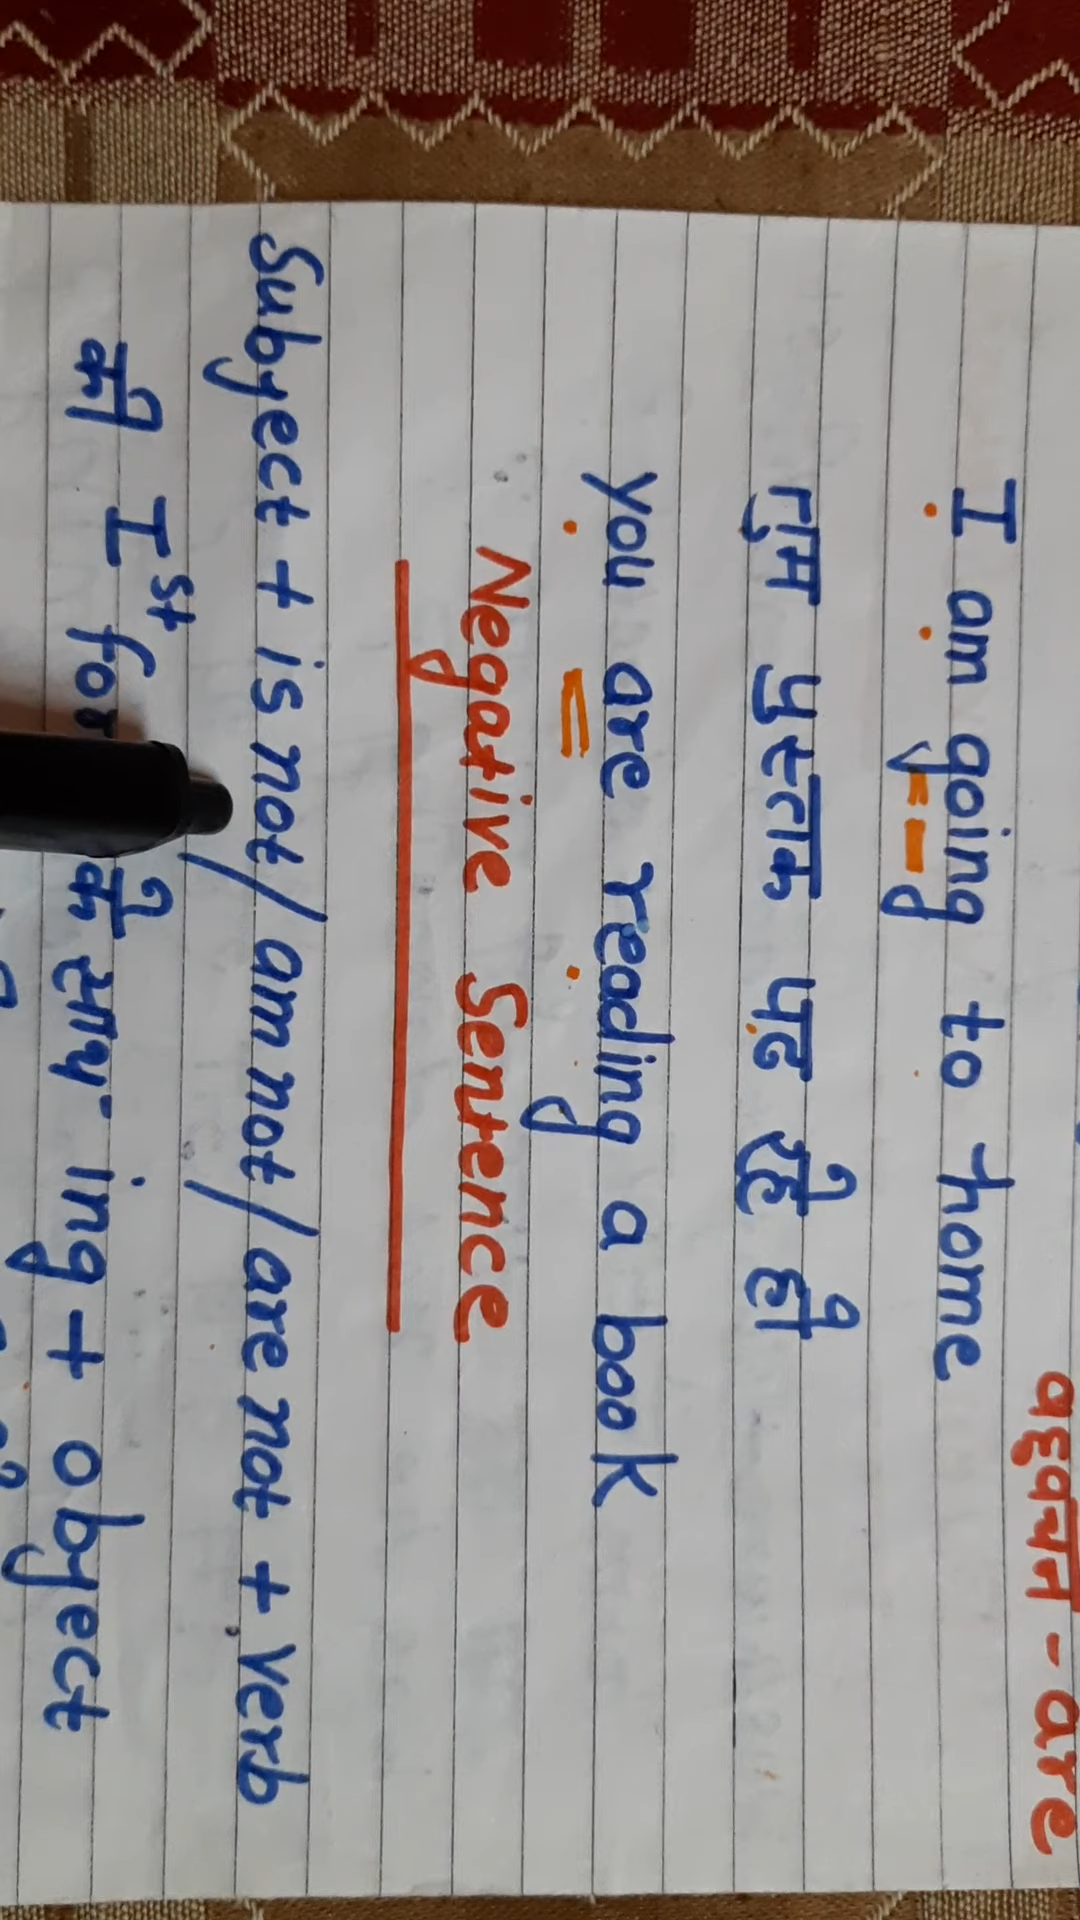 बहुवचन - are
I am going to home
तुम पुस्तक पढ़ रहे हो
you are reading a book
Negative Sentence
Subject + is not / am not / are not + verb
की Ist for के साथ ing + object